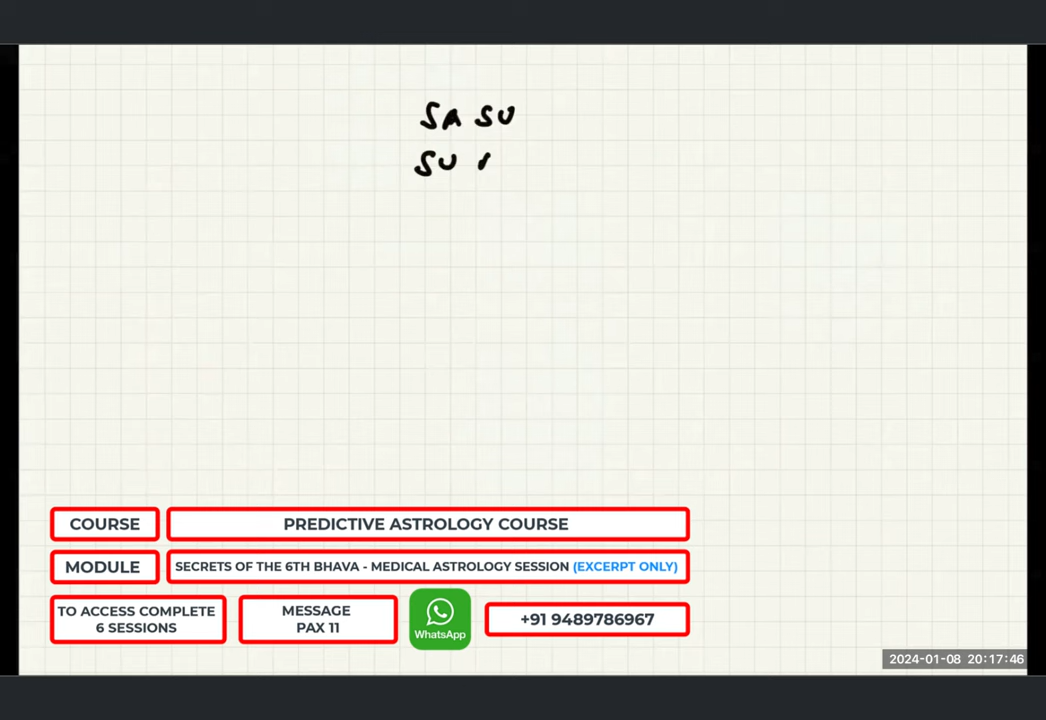 SA SU
SU
COURSE
PREDICTIVE ASTROLOGY COURSE
MODULE
SECRETS OF THE 6TH BHAVA - MEDICAL ASTROLOGY SESSION (EXCERPT ONLY)
TO ACCESS COMPLETE
6 SESSIONS
MESSAGE
PAX 11
WhatsApp
+91 9489786967
2024-01-08 20:17:46